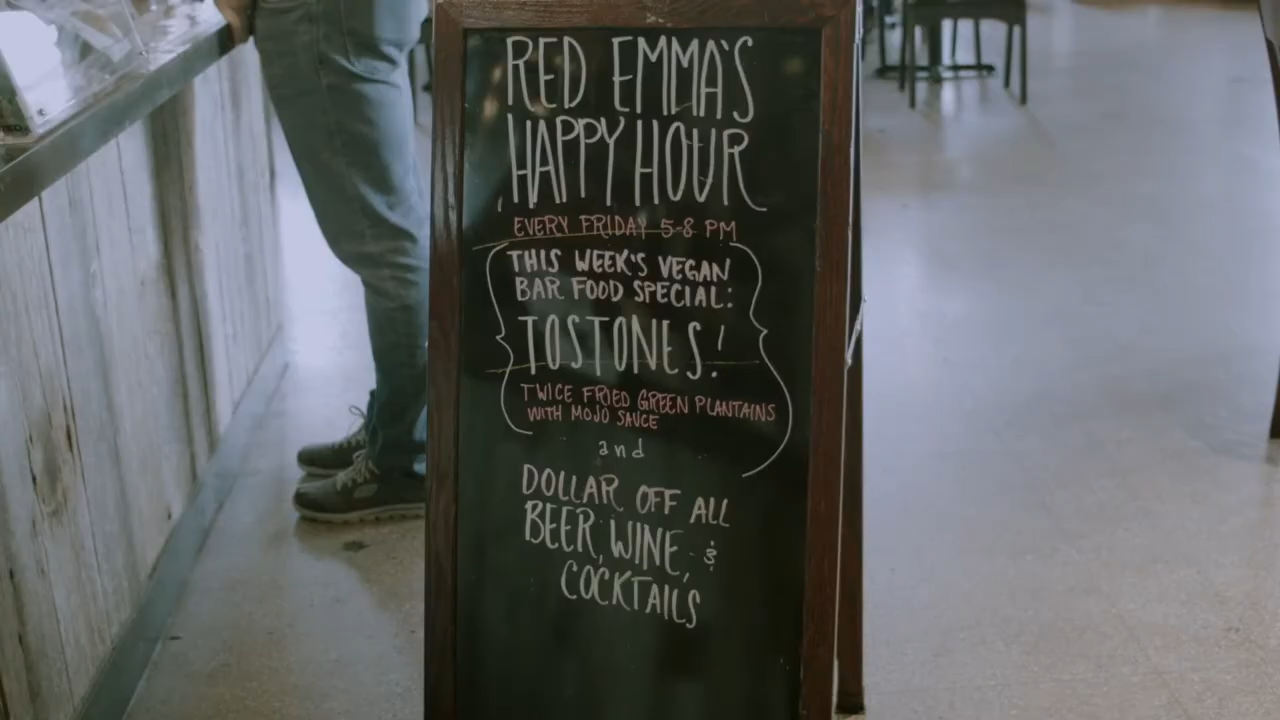 RED EMMA'S
HAPPY HOUR
EVERY FRIDAY 5-8 PM
THIS WEEK'S VEGAN
BAR FOOD SPECIAL:
TOSTONES!
TWICE FRIED GREEN PLANTAINS
WITH MOJO SAUCE
and
DOLLAR OFF ALL
BEER, WINE, &
COCKTAILS